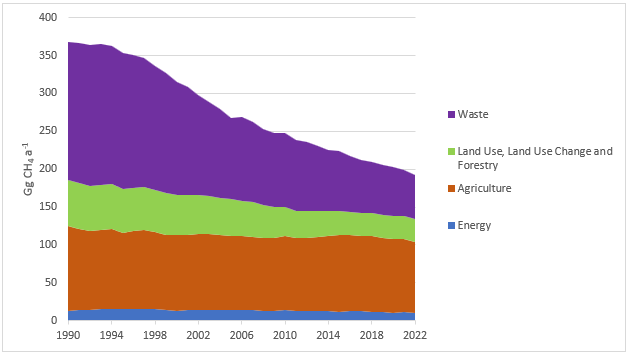 400
350
300
250
200
150
100
50
0
Gg CH₄ a⁻¹
1990 1994 1998 2002 2006 2010 2014 2018 2022
Waste
Land Use, Land Use Change and
Forestry
Agriculture
Energy